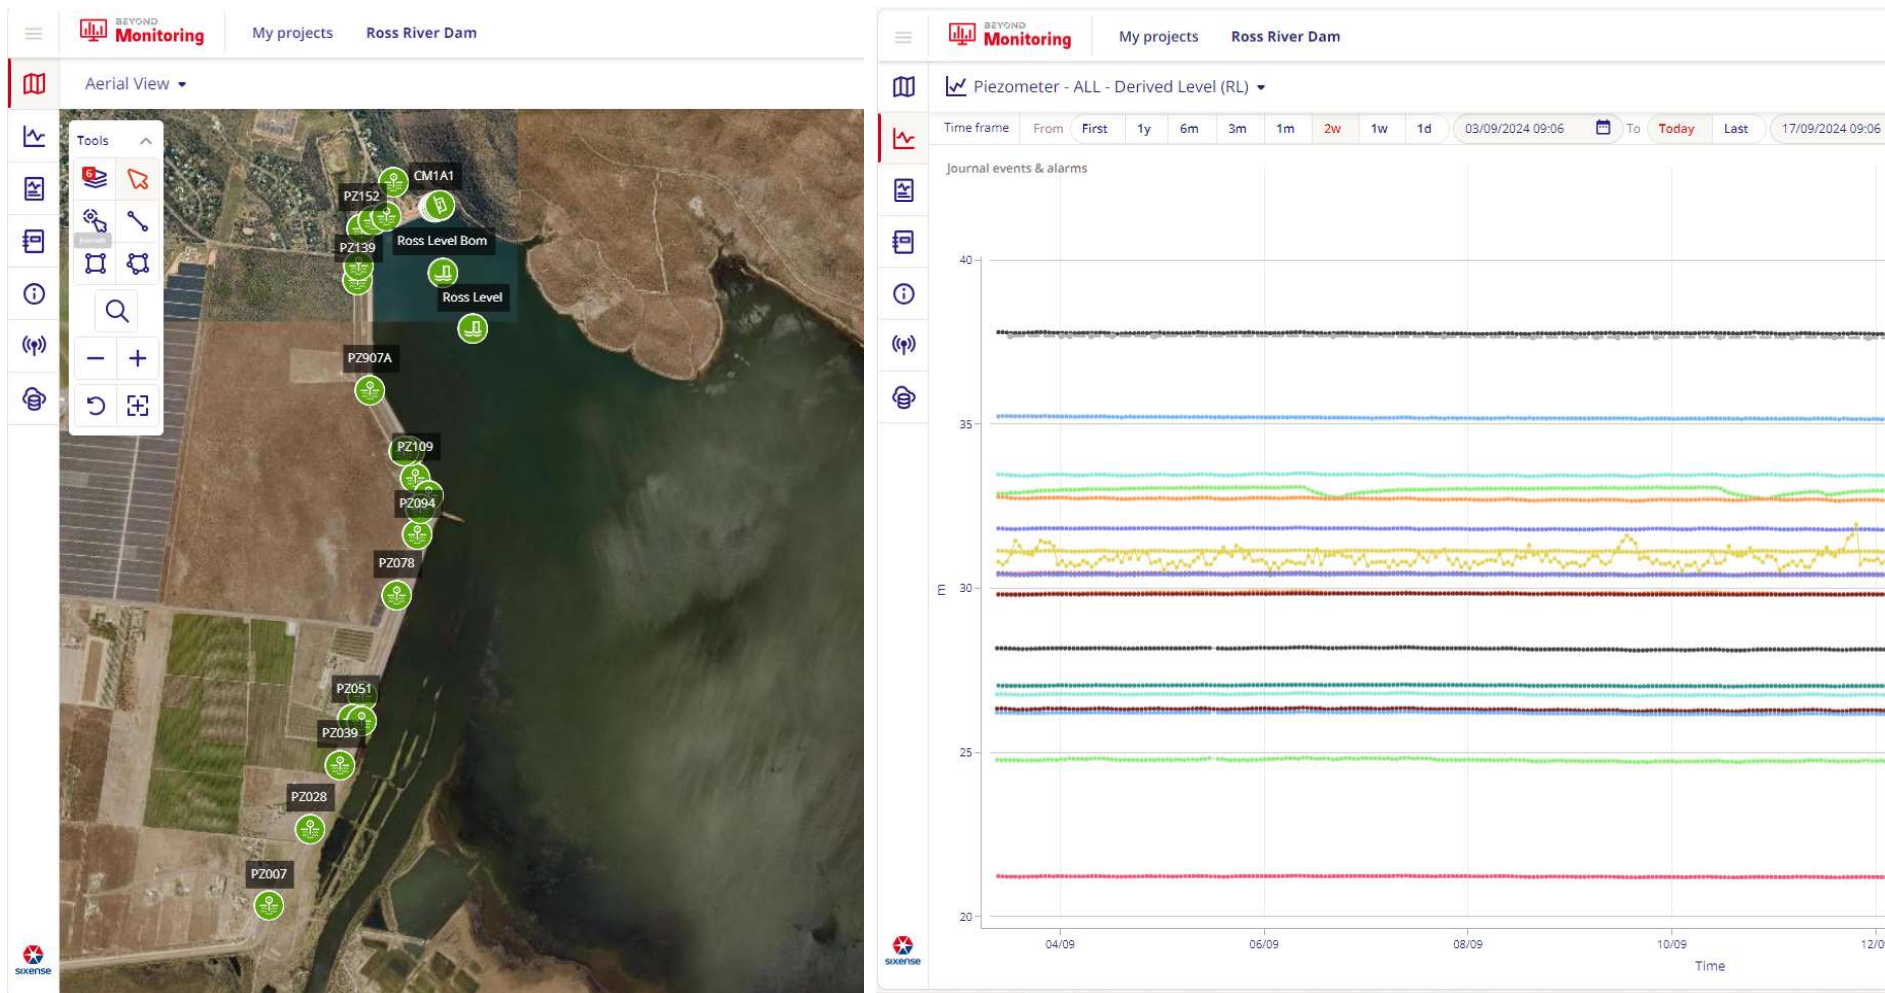 BEYOND
Monitoring
My projects
Ross River Dam
Aerial View
Tools
6
Journals
CM1A1
PZ152
Ross Level Bom
PZ139
Ross Level
PZ907A
PZ109
PZ094
PZ078
PZ051
PZ039
PZ028
PZ007
sixense
BEYOND
Monitoring
My projects
Ross River Dam
Piezometer - ALL - Derived Level (RL)
Time frame From First 1y 6m 3m 1m 2w 1w 1d 03/09/2024 09:06 To Today Last 17/09/2024 09:06
Journal events & alarms
40
35
m
30
25
20
04/09 06/09 08/09 10/09 12/0
Time
sixense